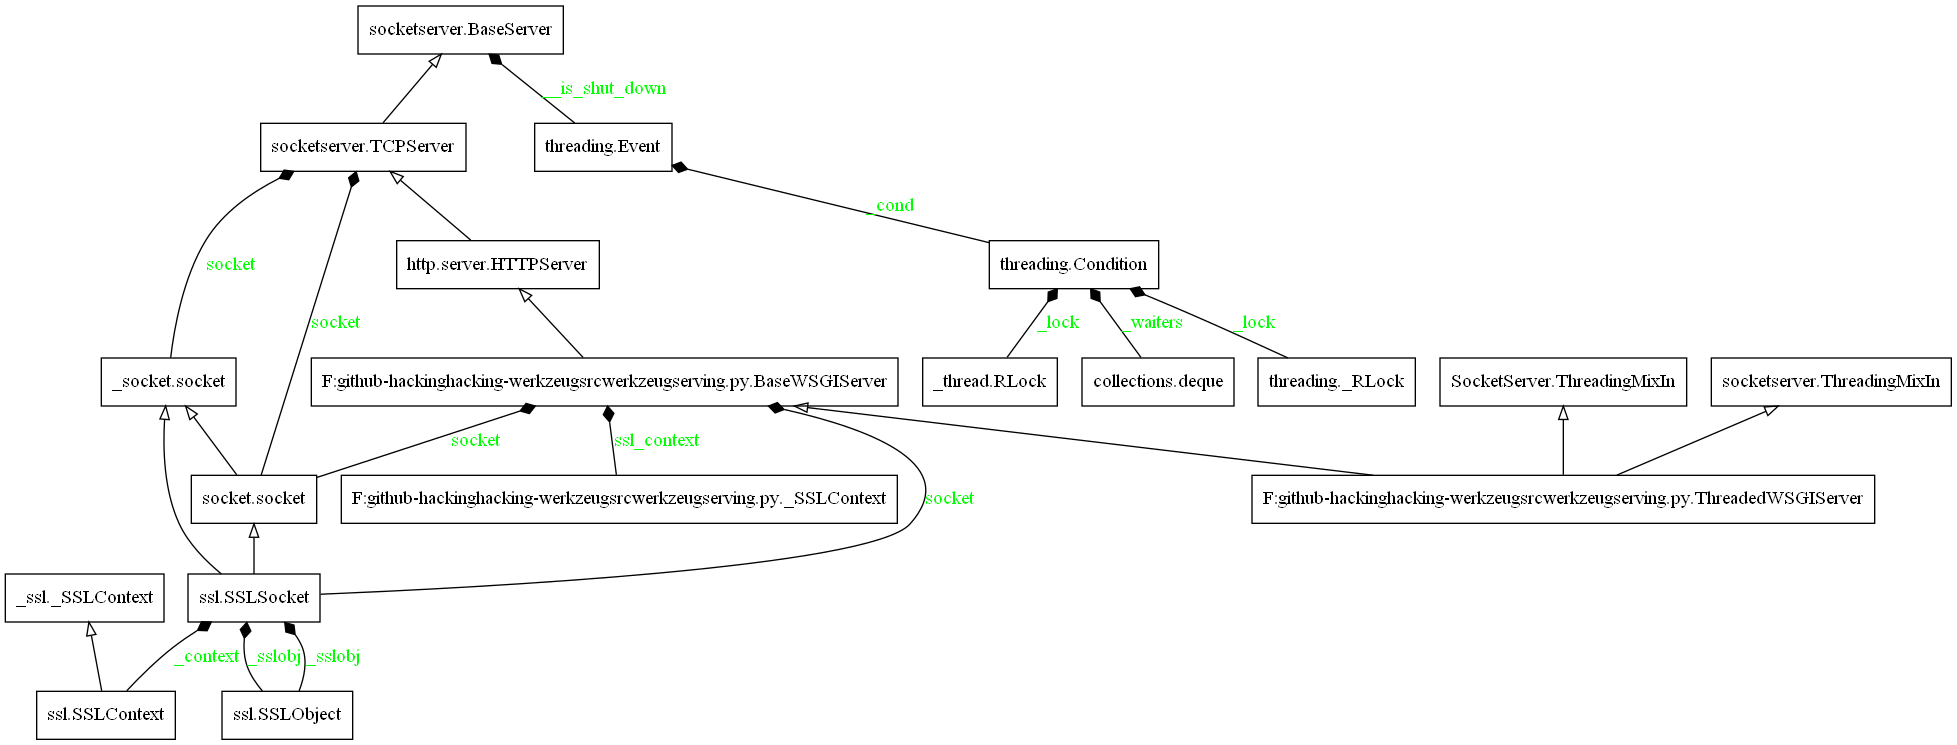 socketserver.BaseServer
__is_shut_down
socketserver.TCPServer
threading.Event
_cond
socket
http.server.HTTPServer
threading.Condition
socket
_lock
_waiters
_lock
_socket.socket
F:github-hackinghacking-werkzeugsrcwerkzeugserving.py.BaseWSGIServer
_thread.RLock
collections.deque
threading._RLock
SocketServer.ThreadingMixIn
socketserver.ThreadingMixIn
socket
ssl_context
socket.socket
F:github-hackinghacking-werkzeugsrcwerkzeugserving.py._SSLContext
socket
F:github-hackinghacking-werkzeugsrcwerkzeugserving.py.ThreadedWSGIServer
_ssl._SSLContext
ssl.SSLSocket
_context
_sslobj
_sslobj
ssl.SSLContext
ssl.SSLObject